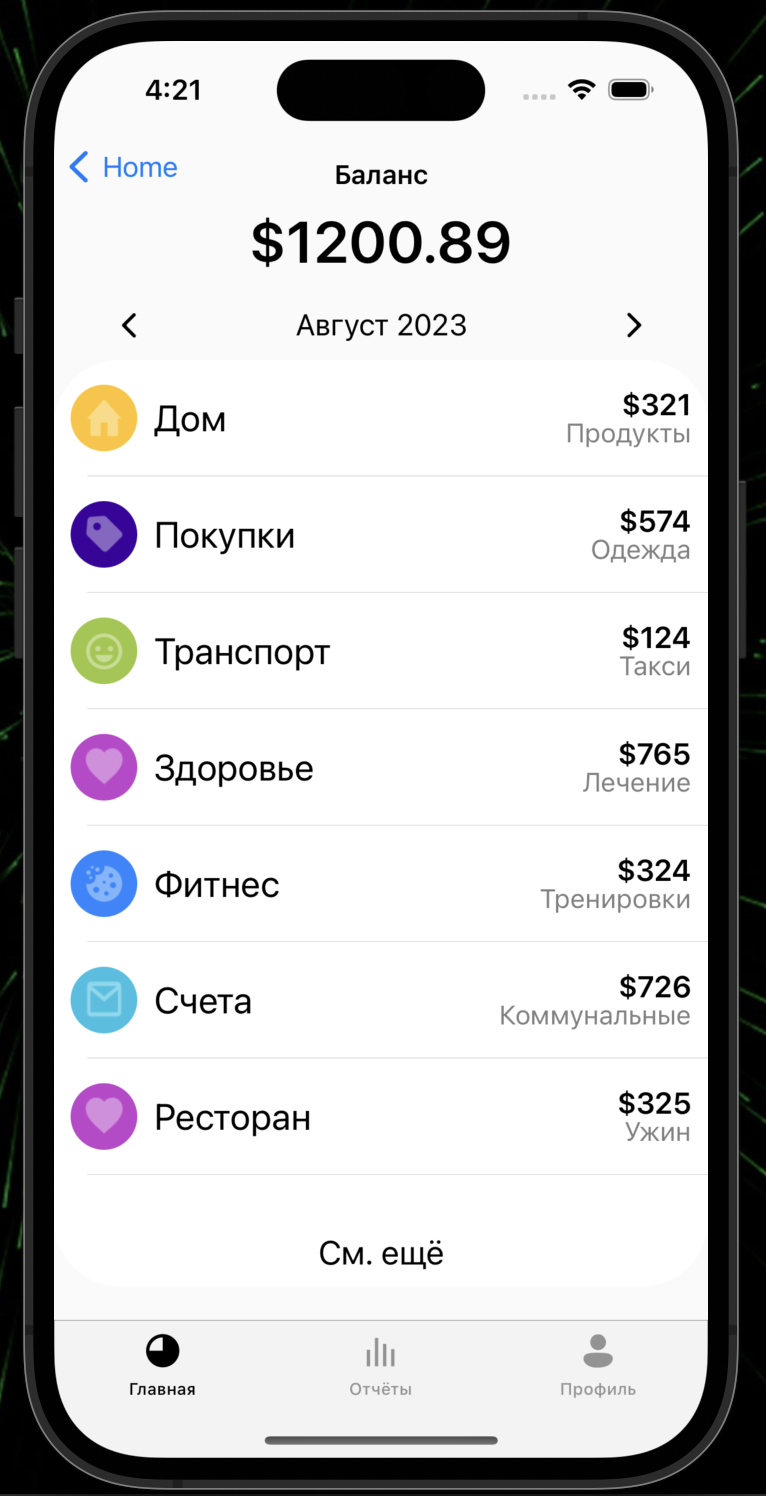 4:21
Home
Баланс
$1200.89
Август 2023
Дом
$321
Продукты
Покупки
$574
Одежда
Транспорт
$124
Такси
Здоровье
$765
Лечение
Фитнес
$324
Тренировки
Счета
$726
Коммунальные
Ресторан
$325
Ужин
См. ещё
Главная
Отчёты
Профиль